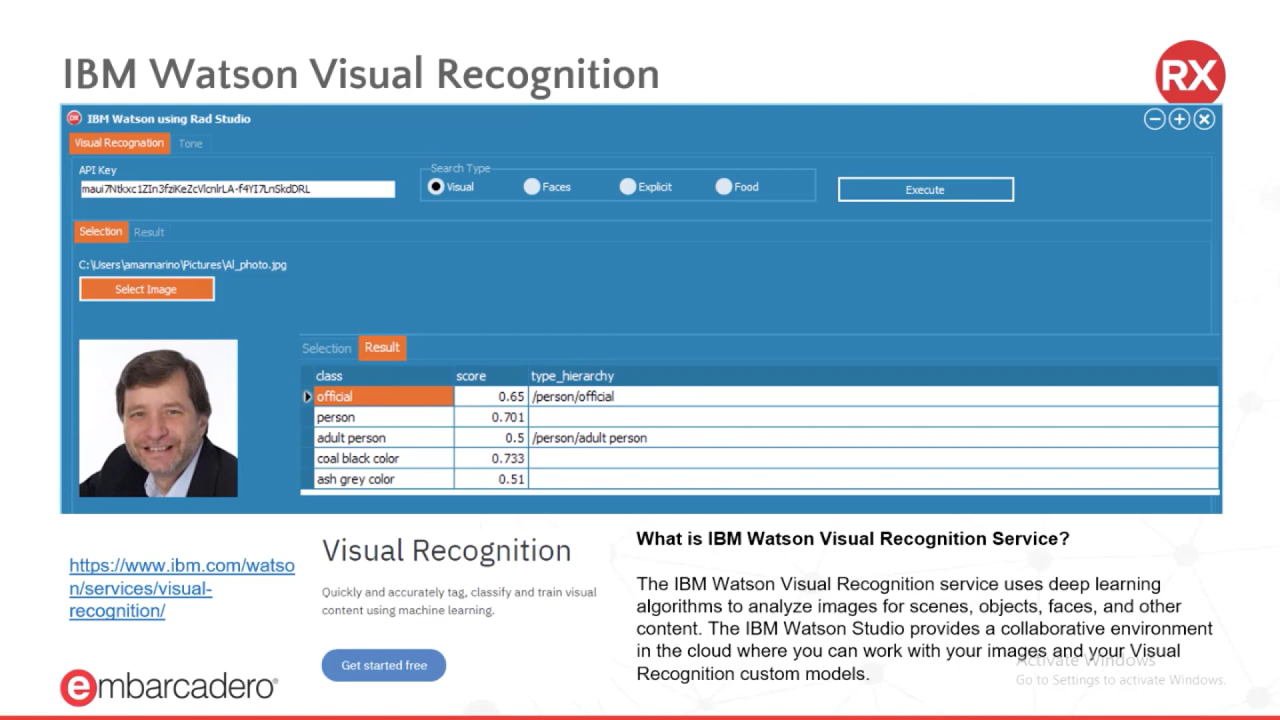 IBM Watson Visual Recognition
RX
IBM Watson using Rad Studio
Visual Recognation Tone
API Key
maui7Ntkxc1ZIn3fziKeZcVlcnlrLA-f4YI7LnSkdDRL
Search Type
Visual Faces Explicit Food
Execute
Selection Result
C:\Users\amannarino\Pictures\Al_photo.jpg
Select Image
Selection Result
class score type_hierarchy
official 0.65 /person/official
person 0.701
adult person 0.5 /person/adult person
coal black color 0.733
ash grey color 0.51
https://www.ibm.com/watso
n/services/visual-
recognition/
Visual Recognition
Quickly and accurately tag, classify and train visual
content using machine learning.
Get started free
What is IBM Watson Visual Recognition Service?
The IBM Watson Visual Recognition service uses deep learning
algorithms to analyze images for scenes, objects, faces, and other
content. The IBM Watson Studio provides a collaborative environment
in the cloud where you can work with your images and your Visual
Recognition custom models.
Activate Windows
Go to Settings to activate Windows.
embarcadero®